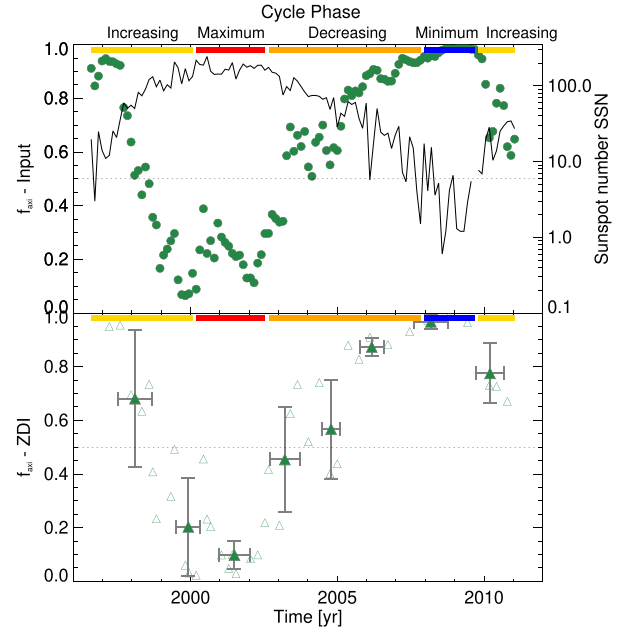 Cycle Phase
Increasing Maximum Decreasing Minimum Increasing
1.0
0.8
0.6
0.4
0.2
0.0
f_axi - Input
100.0
10.0
1.0
0.1
Sunspot number SSN
1.0
0.8
0.6
0.4
0.2
0.0
f_axi - ZDI
2000 2005 2010
Time [yr]